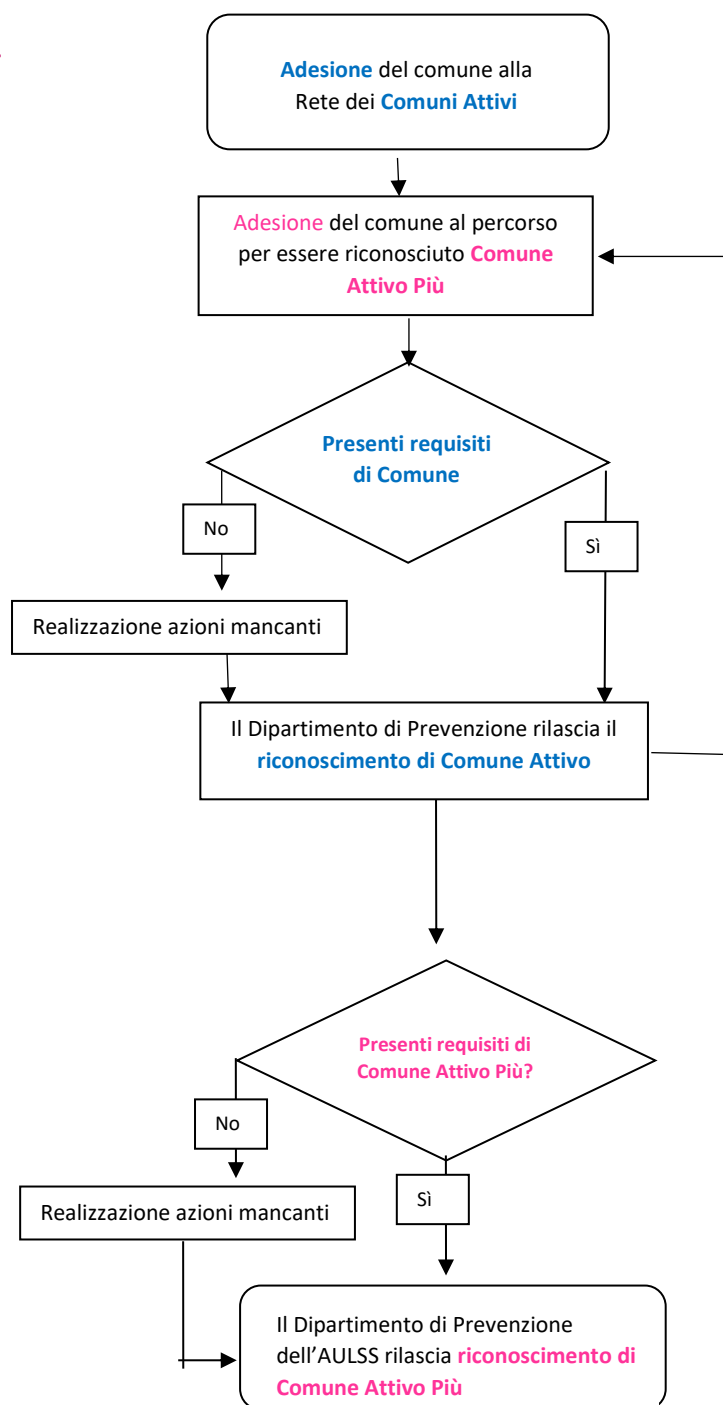 Adesione del comune alla
Rete dei Comuni Attivi
Adesione del comune al percorso
per essere riconosciuto Comune
Attivo Più
Presenti requisiti
di Comune
No
Sì
Realizzazione azioni mancanti
Il Dipartimento di Prevenzione rilascia il
riconoscimento di Comune Attivo
Presenti requisiti di
Comune Attivo Più?
No
Sì
Realizzazione azioni mancanti
Il Dipartimento di Prevenzione
dell'AULSS rilascia riconoscimento di
Comune Attivo Più